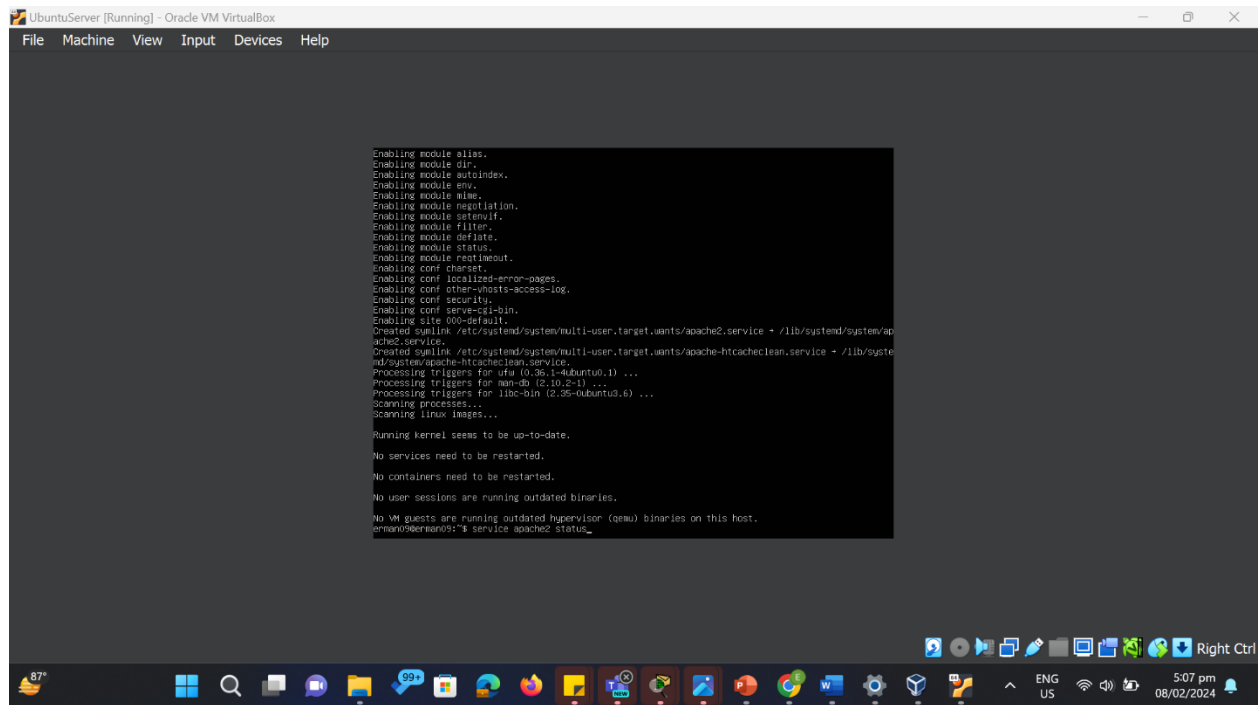 UbuntuServer [Running] - Oracle VM VirtualBox
File Machine View Input Devices Help
Enabling module alias.
Enabling module dir.
Enabling module autoindex.
Enabling module env.
Enabling module mime.
Enabling module negotiation.
Enabling module setenvif.
Enabling module filter.
Enabling module deflate.
Enabling module status.
Enabling module reqtimeout.
Enabling conf charset.
Enabling conf localized-error-pages.
Enabling conf other-vhosts-access-log.
Enabling conf security.
Enabling conf serve-cgi-bin.
Enabling site 000-default.
Created symlink /etc/systemd/system/multi-user.target.wants/apache2.service → /lib/systemd/system/ap
ache2.service.
Created symlink /etc/systemd/system/multi-user.target.wants/apache-htcacheclean.service → /lib/syste
md/system/apache-htcacheclean.service.
Processing triggers for ufw (0.36.1-4ubuntu0.1) ...
Processing triggers for man-db (2.10.2-1) ...
Processing triggers for libc-bin (2.35-0ubuntu3.6) ...
Scanning processes...
Scanning linux images...
Running kernel seems to be up-to-date.
No services need to be restarted.
No containers need to be restarted.
No user sessions are running outdated binaries.
No VM guests are running outdated hypervisor (qemu) binaries on this host.
erman09@erman09:~$ service apache2 status_
Right Ctrl
87°
99+
NEW
ENG
US
5:07 pm
08/02/2024